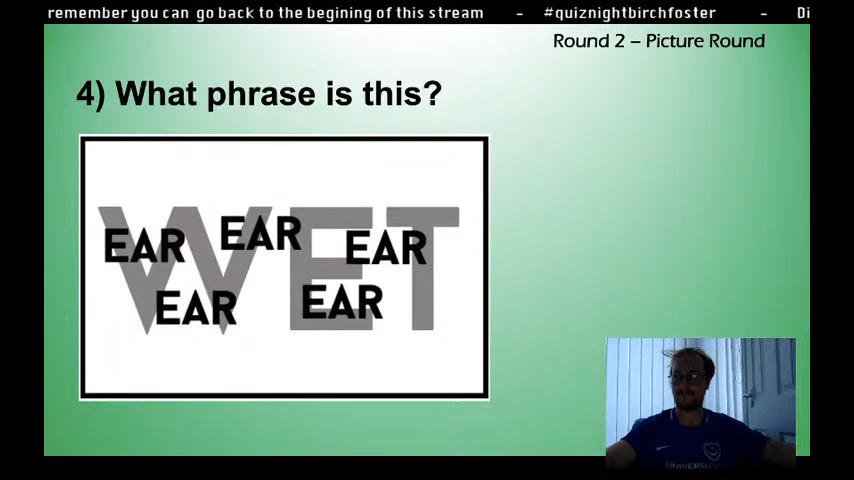 remember you can go back to the begining of this stream - #quiznightbirchfoster - Di
Round 2 – Picture Round
4) What phrase is this?
WET
EAR EAR EAR
EAR EAR
UNIVERSITY